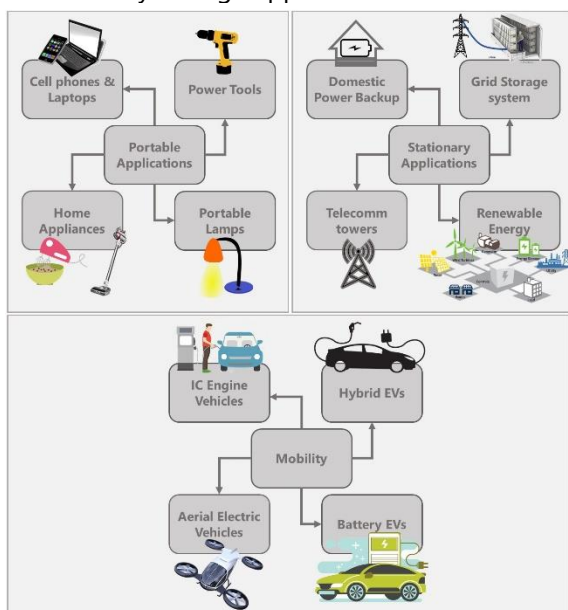 Cell phones &
Laptops
Power Tools
Portable
Applications
Home
Appliances
Portable
Lamps
Domestic
Power Backup
Grid Storage
system
Stationary
Applications
Telecomm
towers
Renewable
Energy
IC Engine
Vehicles
Hybrid EVs
Mobility
Aerial Electric
Vehicles
Battery EVs